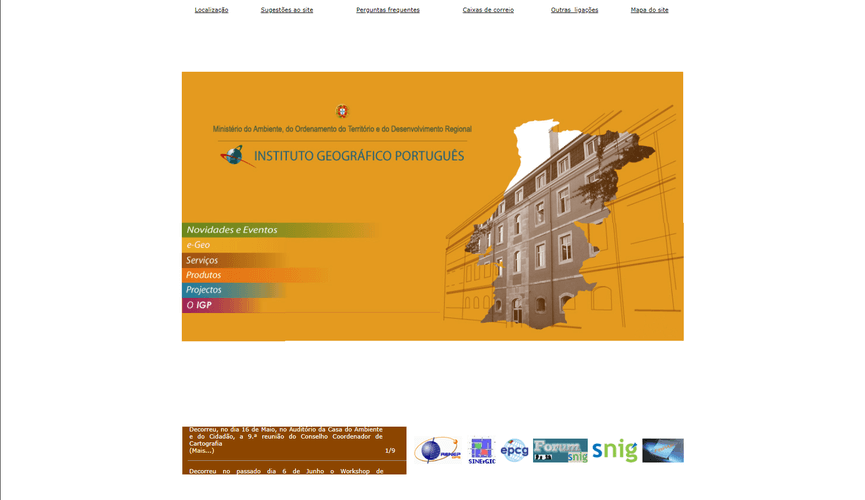 Localização Sugestões ao site Perguntas frequentes Caixas de correio Outras ligações Mapa do site
Ministério do Ambiente, do Ordenamento do Território e do Desenvolvimento Regional
INSTITUTO GEOGRÁFICO PORTUGUÊS
Novidades e Eventos
e-Geo
Serviços
Produtos
Projectos
O IGP
Decorreu, no dia 16 de Maio, no Auditório da Casa do Ambiente
e do Cidadão, a 9.ª reunião do Conselho Coordenador de
Cartografia
(Mais...) 1/9
Decorreu no passado dia 6 de Junho o Workshop de
SINErGIC
epcg
Forum
snig
snig